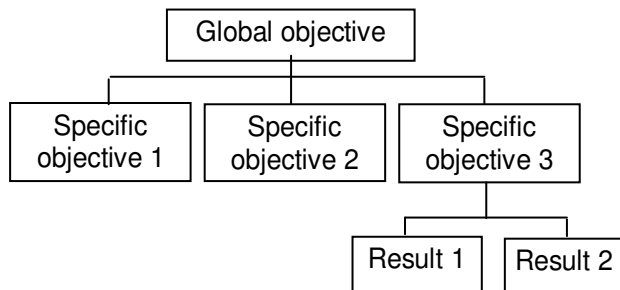 Global objective
Specific
objective 1
Specific
objective 2
Specific
objective 3
Result 1
Result 2